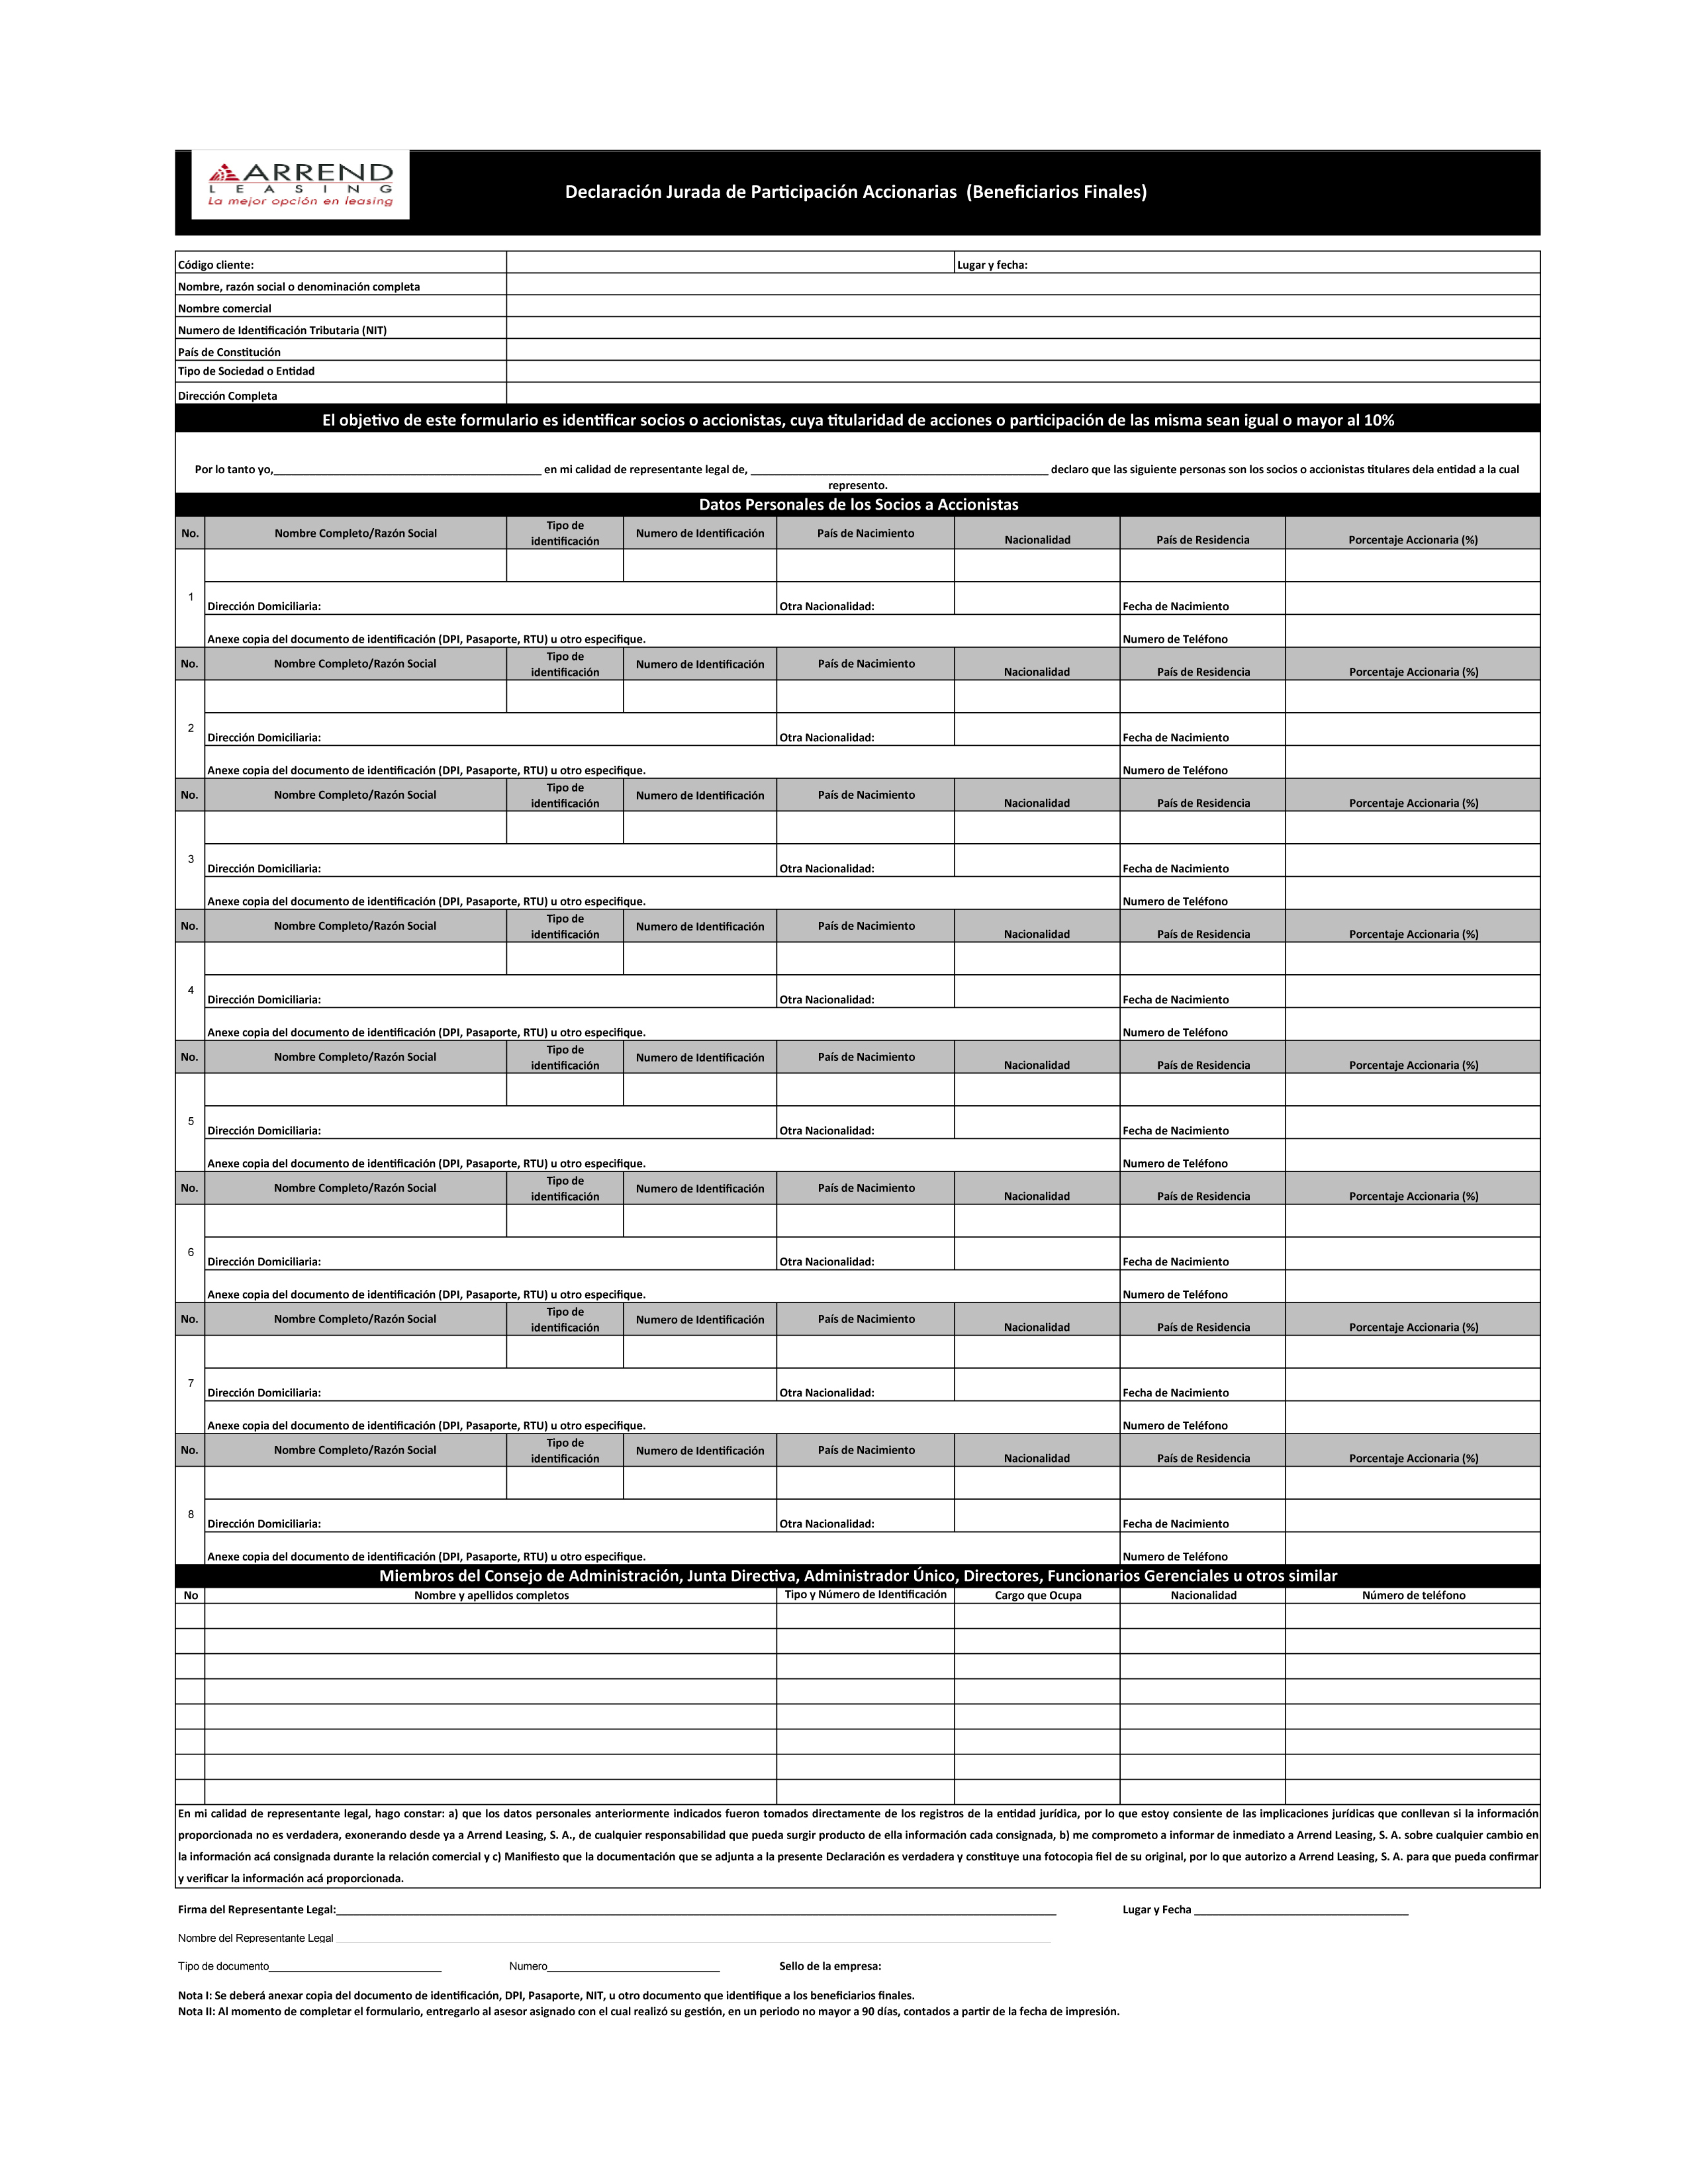 ARREND
LEASING
La mejor opción en leasing
Declaración Jurada de Participación Accionarias (Beneficiarios Finales)
Código cliente: Lugar y fecha:
Nombre, razón social o denominación completa
Nombre comercial
Numero de Identificación Tributaria (NIT)
País de Constitución
Tipo de Sociedad o Entidad
Dirección Completa
El objetivo de este formulario es identificar socios o accionistas, cuya titularidad de acciones o participación de las misma sean igual o mayor al 10%
Por lo tanto yo,__________ en mi calidad de representante legal de, __________ declaro que las siguiente personas son los socios o accionistas titulares dela entidad a la cual
represento.
Datos Personales de los Socios a Accionistas
No. Nombre Completo/Razón Social Tipo de identificación Numero de Identificación País de Nacimiento Nacionalidad País de Residencia Porcentaje Accionaria (%)
1
Dirección Domiciliaria: Otra Nacionalidad: Fecha de Nacimiento
Anexe copia del documento de identificación (DPI, Pasaporte, RTU) u otro especifique. Numero de Teléfono
No. Nombre Completo/Razón Social Tipo de identificación Numero de Identificación País de Nacimiento Nacionalidad País de Residencia Porcentaje Accionaria (%)
2
Dirección Domiciliaria: Otra Nacionalidad: Fecha de Nacimiento
Anexe copia del documento de identificación (DPI, Pasaporte, RTU) u otro especifique. Numero de Teléfono
No. Nombre Completo/Razón Social Tipo de identificación Numero de Identificación País de Nacimiento Nacionalidad País de Residencia Porcentaje Accionaria (%)
3
Dirección Domiciliaria: Otra Nacionalidad: Fecha de Nacimiento
Anexe copia del documento de identificación (DPI, Pasaporte, RTU) u otro especifique. Numero de Teléfono
No. Nombre Completo/Razón Social Tipo de identificación Numero de Identificación País de Nacimiento Nacionalidad País de Residencia Porcentaje Accionaria (%)
4
Dirección Domiciliaria: Otra Nacionalidad: Fecha de Nacimiento
Anexe copia del documento de identificación (DPI, Pasaporte, RTU) u otro especifique. Numero de Teléfono
No. Nombre Completo/Razón Social Tipo de identificación Numero de Identificación País de Nacimiento Nacionalidad País de Residencia Porcentaje Accionaria (%)
5
Dirección Domiciliaria: Otra Nacionalidad: Fecha de Nacimiento
Anexe copia del documento de identificación (DPI, Pasaporte, RTU) u otro especifique. Numero de Teléfono
No. Nombre Completo/Razón Social Tipo de identificación Numero de Identificación País de Nacimiento Nacionalidad País de Residencia Porcentaje Accionaria (%)
6
Dirección Domiciliaria: Otra Nacionalidad: Fecha de Nacimiento
Anexe copia del documento de identificación (DPI, Pasaporte, RTU) u otro especifique. Numero de Teléfono
No. Nombre Completo/Razón Social Tipo de identificación Numero de Identificación País de Nacimiento Nacionalidad País de Residencia Porcentaje Accionaria (%)
7
Dirección Domiciliaria: Otra Nacionalidad: Fecha de Nacimiento
Anexe copia del documento de identificación (DPI, Pasaporte, RTU) u otro especifique. Numero de Teléfono
No. Nombre Completo/Razón Social Tipo de identificación Numero de Identificación País de Nacimiento Nacionalidad País de Residencia Porcentaje Accionaria (%)
8
Dirección Domiciliaria: Otra Nacionalidad: Fecha de Nacimiento
Anexe copia del documento de identificación (DPI, Pasaporte, RTU) u otro especifique. Numero de Teléfono
Miembros del Consejo de Administración, Junta Directiva, Administrador Único, Directores, Funcionarios Gerenciales u otros similar
No Nombre y apellidos completos Tipo y Número de Identificación Cargo que Ocupa Nacionalidad Número de teléfono
En mi calidad de representante legal, hago constar: a) que los datos personales anteriormente indicados fueron tomados directamente de los registros de la entidad jurídica, por lo que estoy consiente de las implicaciones jurídicas que conllevan si la información
proporcionada no es verdadera, exonerando desde ya a Arrend Leasing, S. A., de cualquier responsabilidad que pueda surgir producto de ella información cada consignada, b) me comprometo a informar de inmediato a Arrend Leasing, S. A. sobre cualquier cambio en
la información acá consignada durante la relación comercial y c) Manifiesto que la documentación que se adjunta a la presente Declaración es verdadera y constituye una fotocopia fiel de su original, por lo que autorizo a Arrend Leasing, S. A. para que pueda confirmar
y verificar la información acá proporcionada.
Firma del Representante Legal:__________ Lugar y Fecha __________
Nombre del Representante Legal __________
Tipo de documento__________ Numero__________ Sello de la empresa:
Nota I: Se deberá anexar copia del documento de identificación, DPI, Pasaporte, NIT, u otro documento que identifique a los beneficiarios finales.
Nota II: Al momento de completar el formulario, entregarlo al asesor asignado con el cual realizó su gestión, en un periodo no mayor a 90 días, contados a partir de la fecha de impresión.